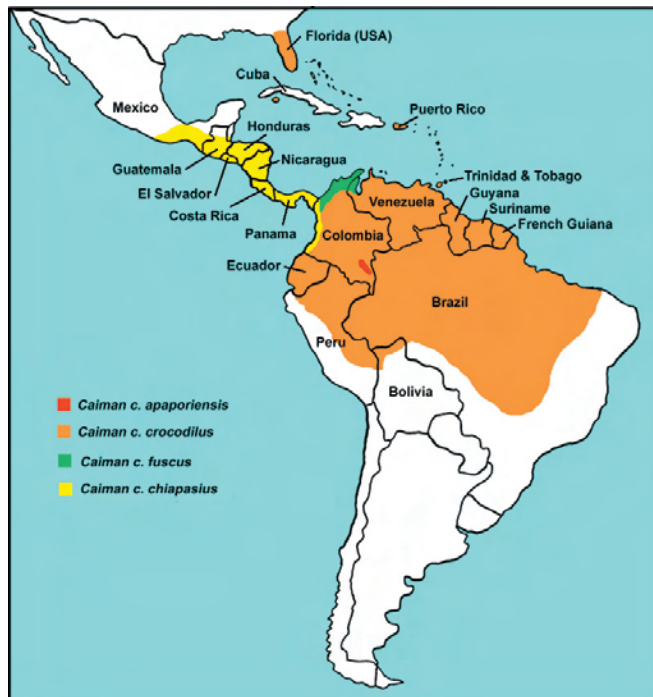 Florida (USA)
Cuba
Mexico
Puerto Rico
Honduras
Guatemala
Nicaragua
El Salvador
Trinidad & Tobago
Costa Rica
Venezuela
Guyana
Suriname
Panama
Colombia
French Guiana
Ecuador
Brazil
Peru
Bolivia
Caiman c. apaporiensis
Caiman c. crocodilus
Caiman c. fuscus
Caiman c. chiapasius